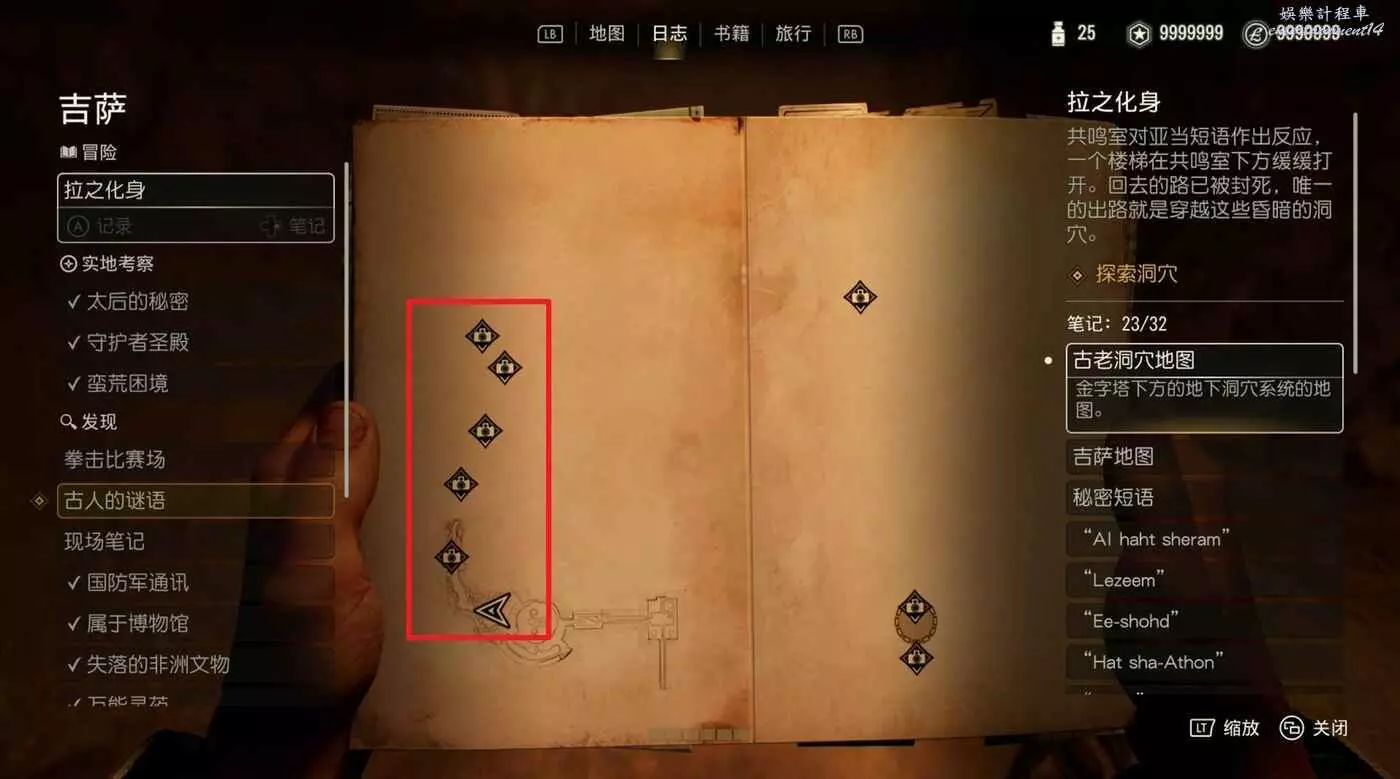 LB 地图 日志 书籍 旅行 RB
25 9999999
娛樂計程車
吉萨
冒险
拉之化身
A 记录 笔记
实地考察
太后的秘密
守护者圣殿
蛮荒困境
发现
拳击比赛场
古人的谜语
现场笔记
国防军通讯
属于博物馆
失落的非洲文物
拉之化身
共鸣室对亚当短语作出反应，
一个楼梯在共鸣室下方缓缓打
开。回去的路已被封死，唯一
的出路就是穿越这些昏暗的洞
穴。
探索洞穴
笔记：23/32
古老洞穴地图
金字塔下方的地下洞穴系统的地
图。
吉萨地图
秘密短语
“Al haht sheram”
“Lezeem”
“Ee-shohd”
“Hat sha-Athon”
LT 缩放 关闭